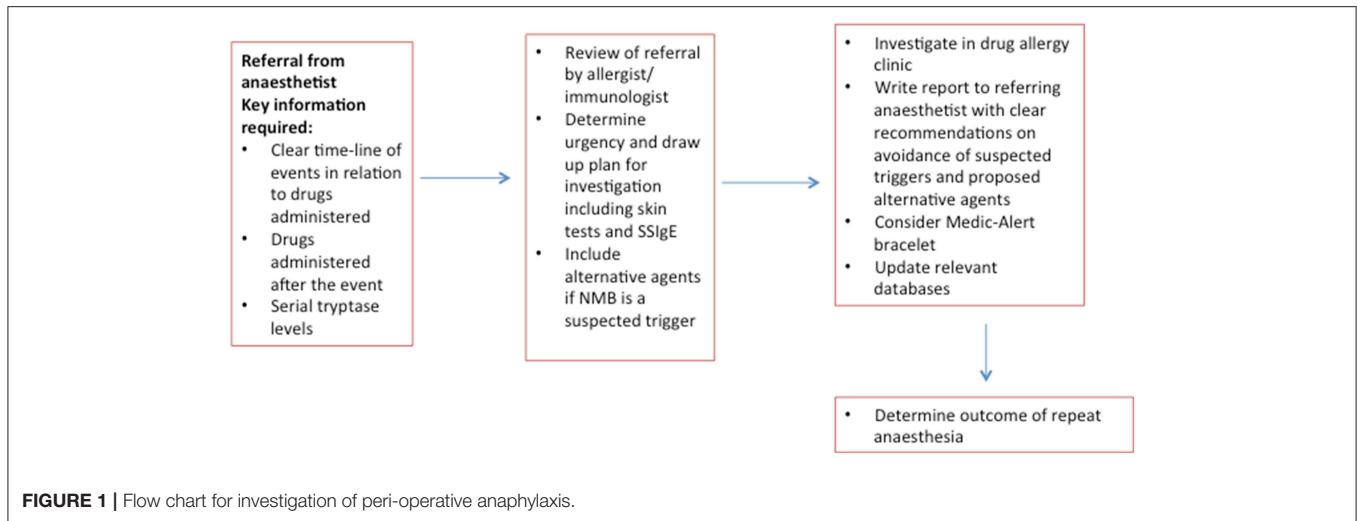 Referral from
anaesthetist
Key information
required:
• Clear time-line of
events in relation
to drugs
administered
• Drugs
administered
after the event
• Serial tryptase
levels
• Review of referral
by allergist/
immunologist
• Determine
urgency and draw
up plan for
investigation
including skin
tests and SSIgE
• Include
alternative agents
if NMB is a
suspected trigger
• Investigate in drug allergy
clinic
• Write report to referring
anaesthetist with clear
recommendations on
avoidance of suspected
triggers and proposed
alternative agents
• Consider Medic-Alert
bracelet
• Update relevant
databases
• Determine outcome of repeat
anaesthesia
FIGURE 1 | Flow chart for investigation of peri-operative anaphylaxis.